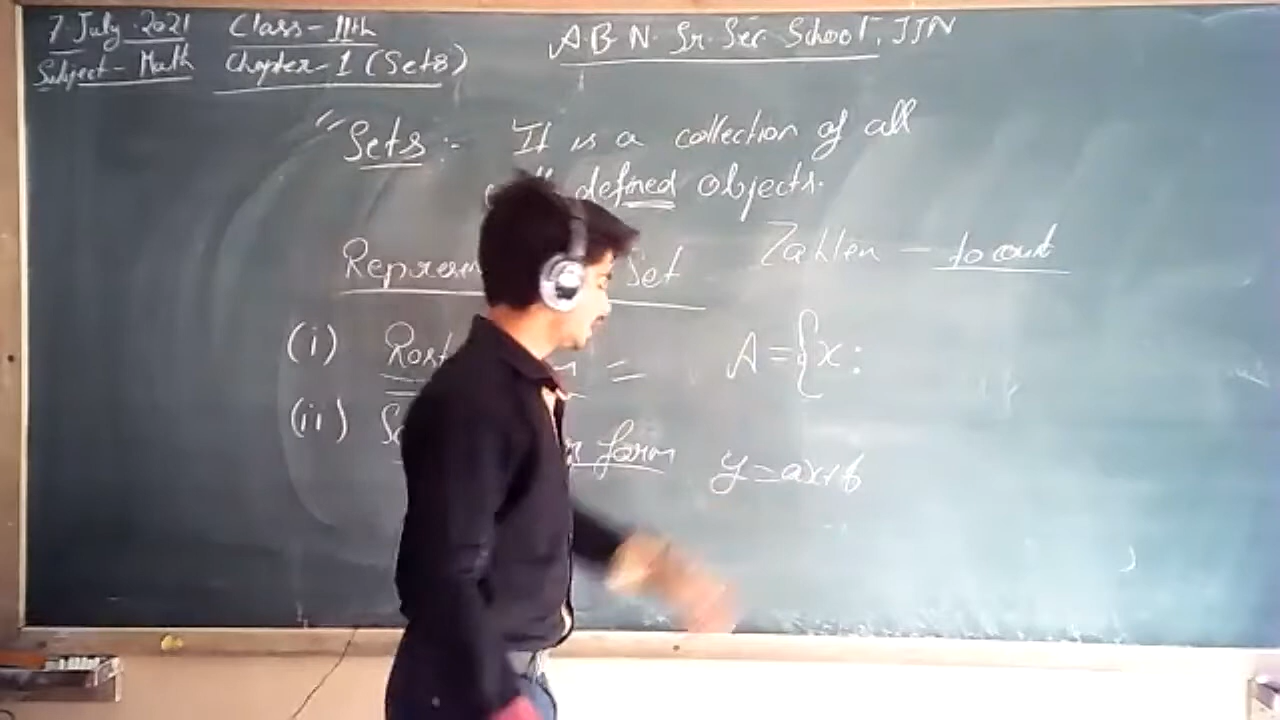 7 July 2021 Class-11th A.B.N. Sr. Sec School, JJN
Subject - Math Chapter-1 (Sets)
"Sets :- It is a collection of all
defined objects.
Set Zahlen - to count
(i) = A = {x:
(ii) form y=ax+b